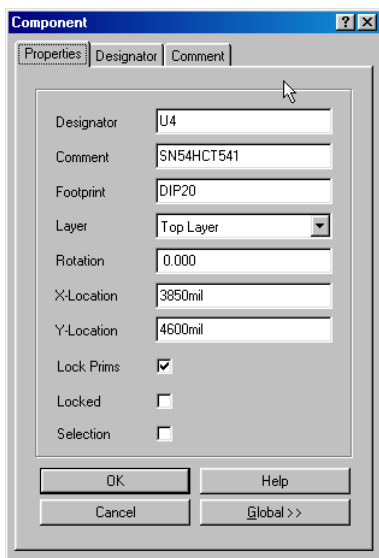 Component ? X
Properties Designator Comment
Designator U4
Comment SN54HCT541
Footprint DIP20
Layer Top Layer
Rotation 0.000
X-Location 3850mil
Y-Location 4600mil
Lock Prims
Locked
Selection
OK Help
Cancel Global >>